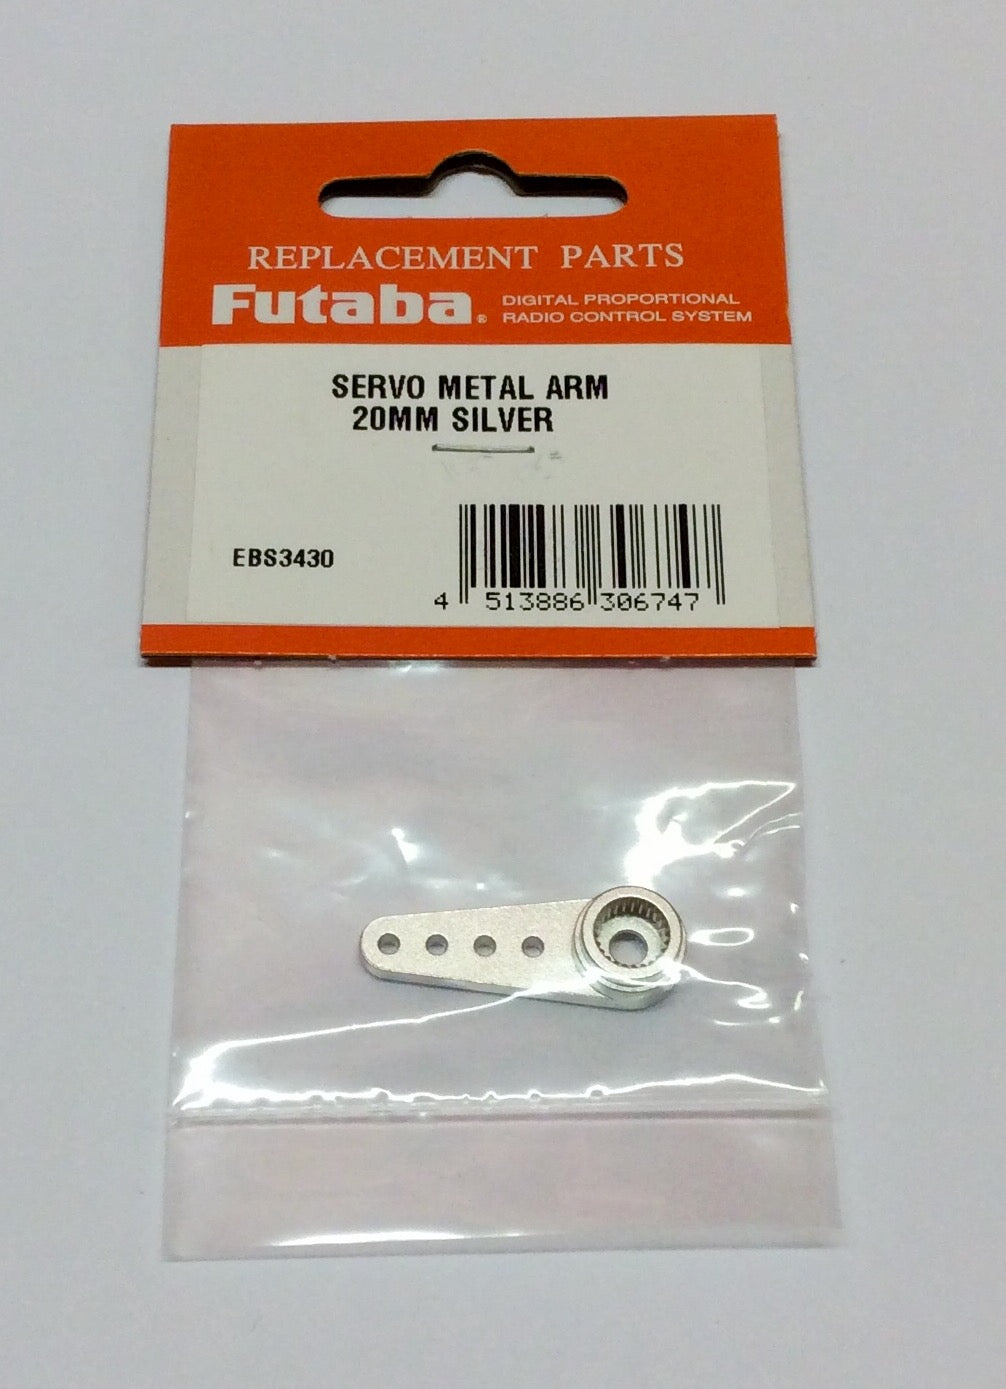 REPLACEMENT PARTS
Futaba®
DIGITAL PROPORTIONAL
RADIO CONTROL SYSTEM
SERVO METAL ARM
20MM SILVER
EBS3430
4 513886 306747